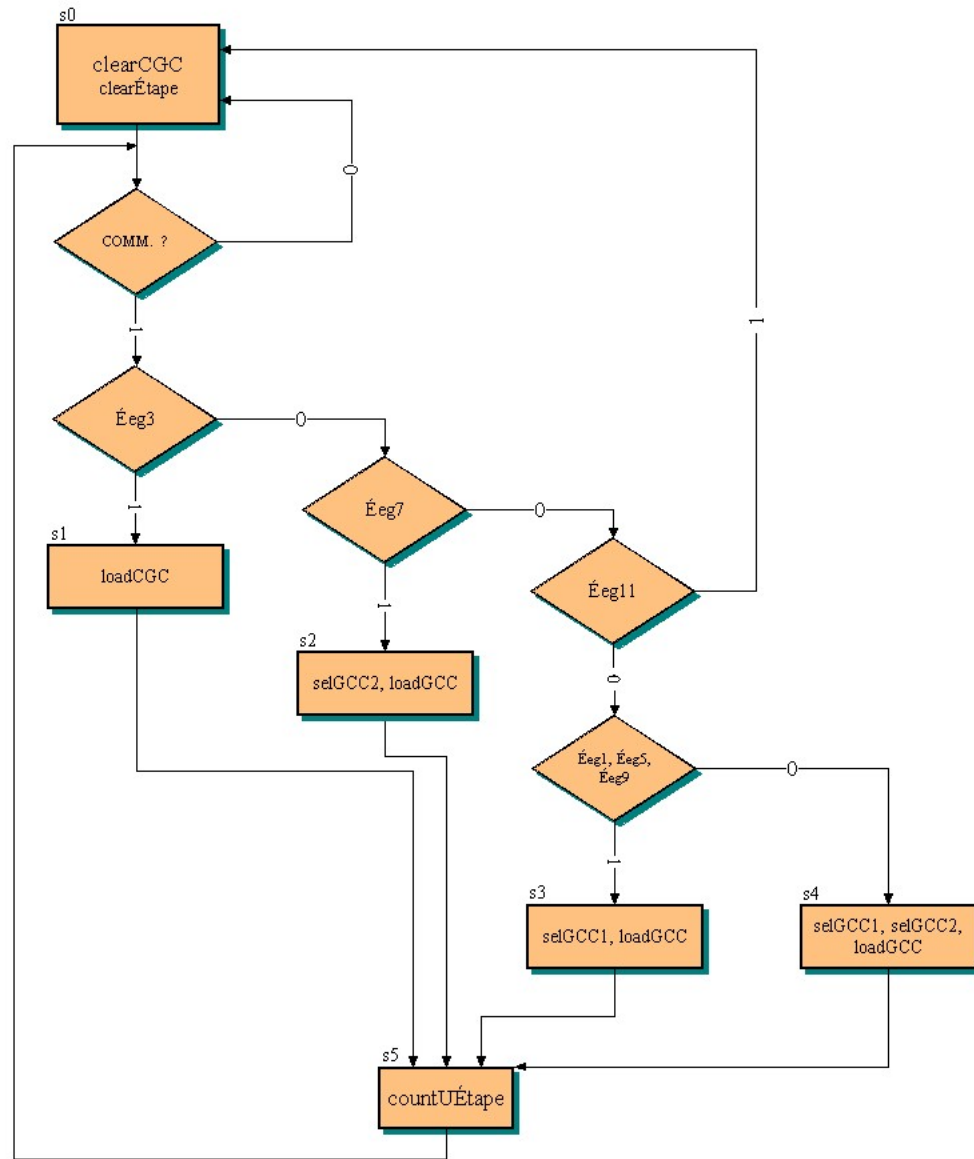 s0
clearCGC
clearÉtape
0
COMM. ?
1
1
Éeg3
0
Éeg7
0
1
s1
loadCGC
Éeg11
1
s2
selGCC2, loadGCC
0
Éeg1, Éeg5,
Éeg9
0
1
s3
selGCC1, loadGCC
s4
selGCC1, selGCC2,
loadGCC
s5
countUÉtape